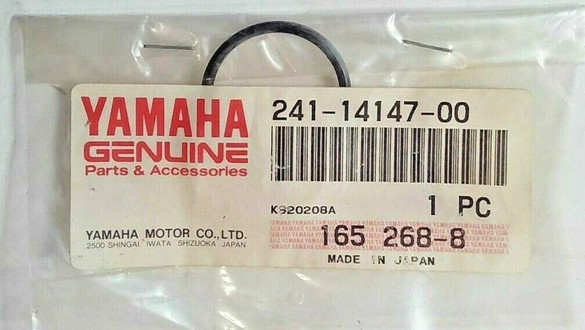 YAMAHA
GENUINE
Parts & Accessories
YAMAHA MOTOR CO., LTD.
2500 SHINGAI IWATA SHIZUOKA JAPAN
241-14147-00
K820208A
1 PC
165 268-8
MADE IN JAPAN